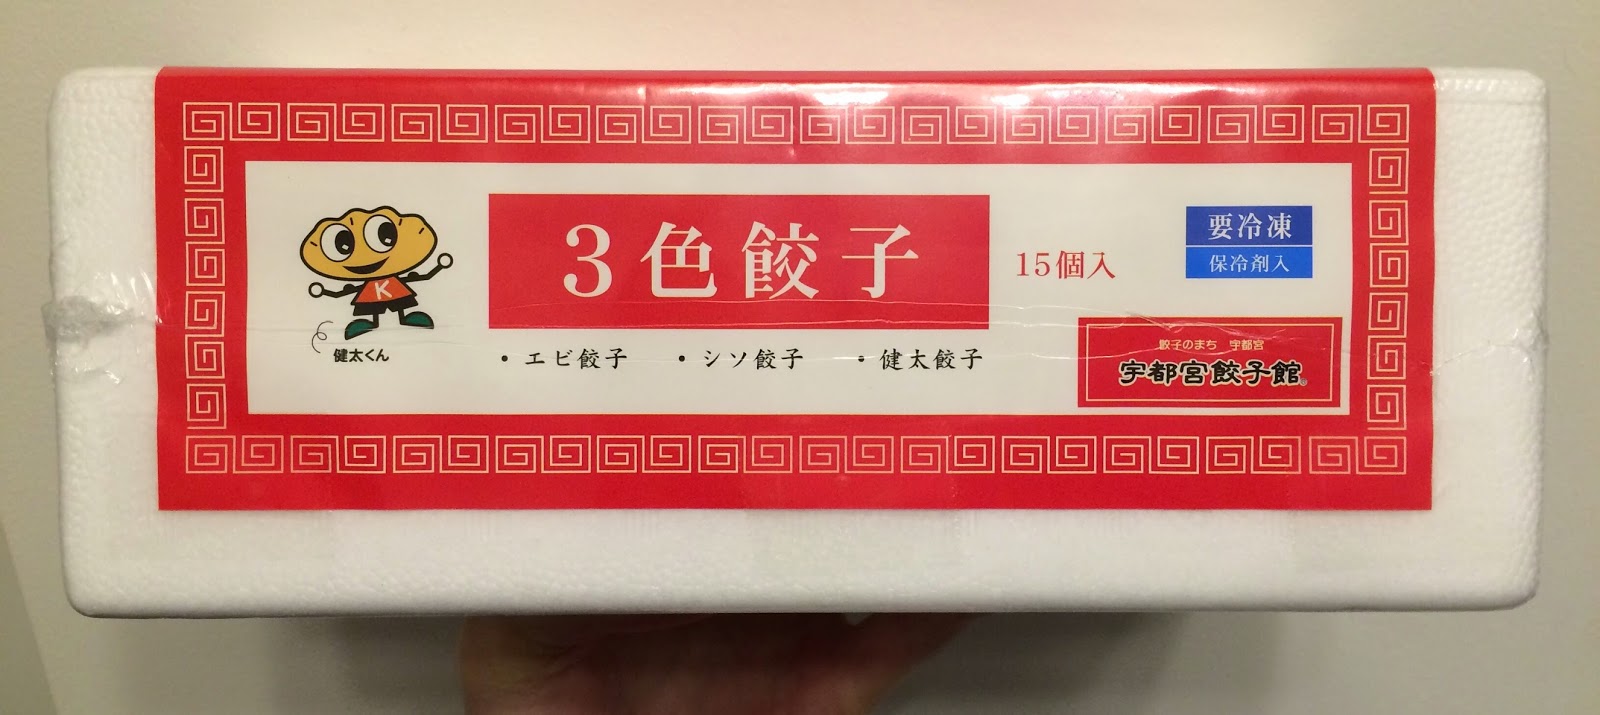 3色餃子
15個入
要冷凍
保冷剤入
K
健太くん
・エビ餃子 ・シソ餃子 ・健太餃子
餃子のまち 宇都宮
宇都宮餃子館®